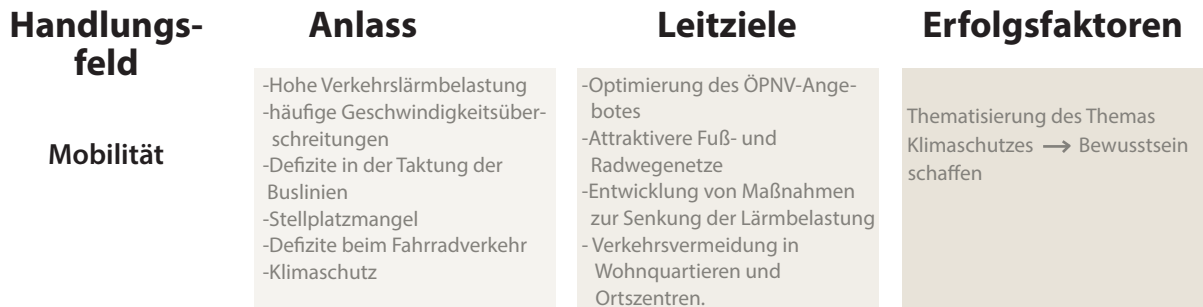 Handlungs-
feld
Anlass
Leitziele
Erfolgsfaktoren
Mobilität
-Hohe Verkehrslärmbelastung
-häufige Geschwindigkeitsüber-
schreitungen
-Defizite in der Taktung der
Buslinien
-Stellplatzmangel
-Defizite beim Fahrradverkehr
-Klimaschutz
-Optimierung des ÖPNV-Ange-
botes
-Attraktivere Fuß- und
Radwegenetze
-Entwicklung von Maßnahmen
zur Senkung der Lärmbelastung
- Verkehrsvermeidung in
Wohnquartieren und
Ortszentren.
Thematisierung des Themas
Klimaschutzes → Bewusstsein
schaffen